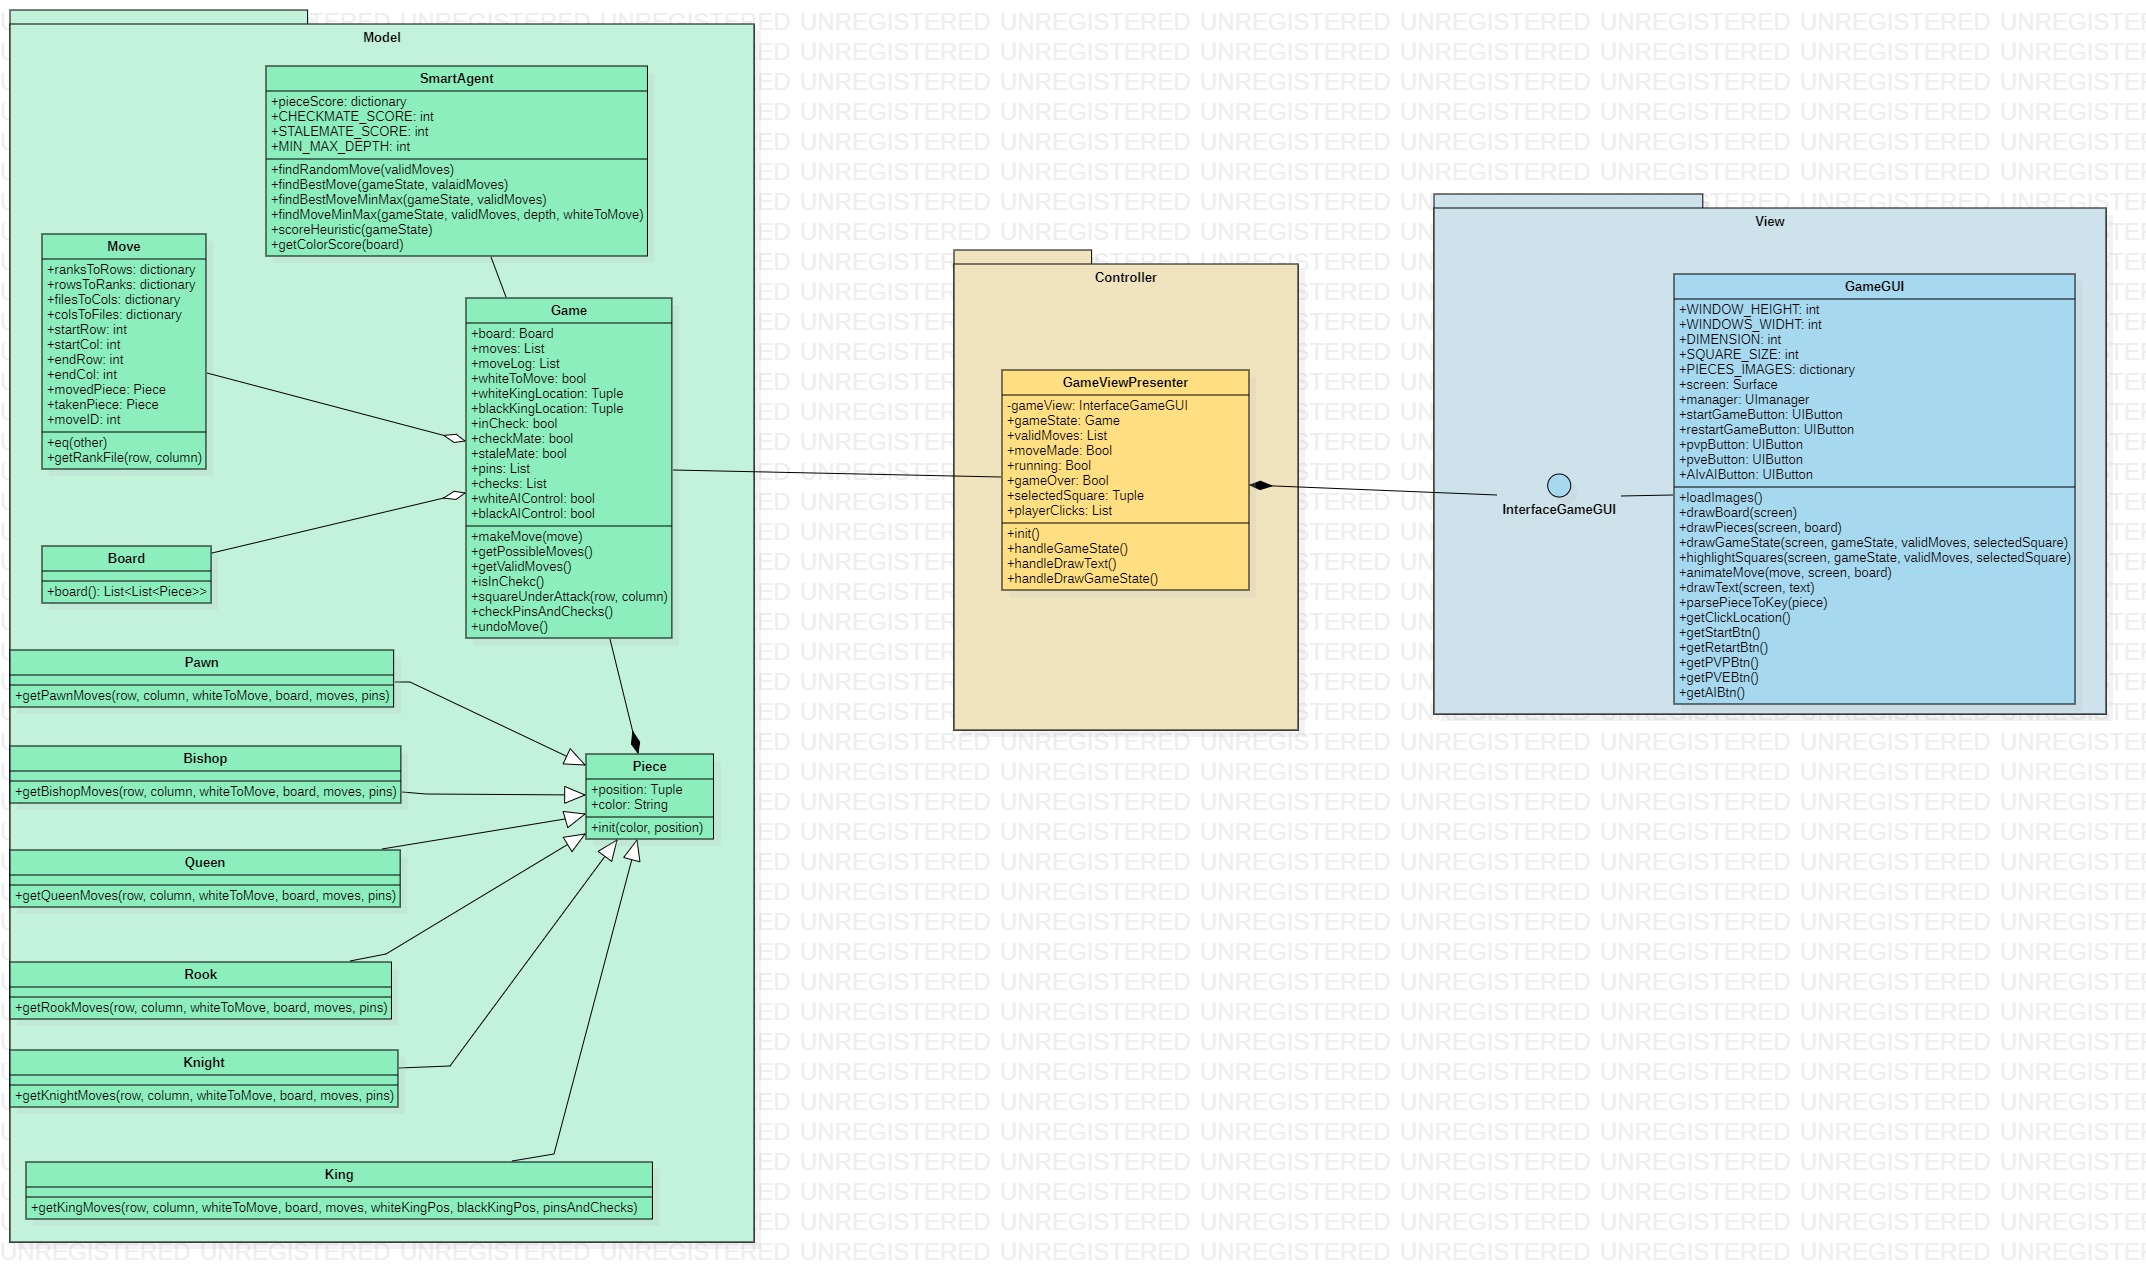 Model
SmartAgent
+pieceScore: dictionary
+CHECKMATE_SCORE: int
+STALEMATE_SCORE: int
+MIN_MAX_DEPTH: int
+findRandomMove(validMoves)
+findBestMove(gameState, valaidMoves)
+findBestMoveMinMax(gameState, validMoves)
+findMoveMinMax(gameState, validMoves, depth, whiteToMove)
+scoreHeuristic(gameState)
+getColorScore(board)
Move
+ranksToRows: dictionary
+rowsToRanks: dictionary
+filesToCols: dictionary
+colsToFiles: dictionary
+startRow: int
+startCol: int
+endRow: int
+endCol: int
+movedPiece: Piece
+takenPiece: Piece
+moveID: int
+eq(other)
+getRankFile(row, column)
Game
+board: Board
+moves: List
+moveLog: List
+whiteToMove: bool
+whiteKingLocation: Tuple
+blackKingLocation: Tuple
+inCheck: bool
+checkMate: bool
+staleMate: bool
+pins: List
+checks: List
+whiteAIControl: bool
+blackAIControl: bool
+makeMove(move)
+getPossibleMoves()
+getValidMoves()
+isInChekc()
+squareUnderAttack(row, column)
+checkPinsAndChecks()
+undoMove()
Board
+board(): List<List<Piece>>
Pawn
+getPawnMoves(row, column, whiteToMove, board, moves, pins)
Bishop
+getBishopMoves(row, column, whiteToMove, board, moves, pins)
Piece
+position: Tuple
+color: String
+init(color, position)
Queen
+getQueenMoves(row, column, whiteToMove, board, moves, pins)
Rook
+getRookMoves(row, column, whiteToMove, board, moves, pins)
Knight
+getKnightMoves(row, column, whiteToMove, board, moves, pins)
King
+getKingMoves(row, column, whiteToMove, board, moves, whiteKingPos, blackKingPos, pinsAndChecks)
Controller
GameViewPresenter
-gameView: InterfaceGameGUI
+gameState: Game
+validMoves: List
+moveMade: Bool
+running: Bool
+gameOver: Bool
+selectedSquare: Tuple
+playerClicks: List
+init()
+handleGameState()
+handleDrawText()
+handleDrawGameState()
View
InterfaceGameGUI
GameGUI
+WINDOW_HEIGHT: int
+WINDOWS_WIDHT: int
+DIMENSION: int
+SQUARE_SIZE: int
+PIECES_IMAGES: dictionary
+screen: Surface
+manager: UImanager
+startGameButton: UIButton
+restartGameButton: UIButton
+pvpButton: UIButton
+pveButton: UIButton
+AIvAIButton: UIButton
+loadImages()
+drawBoard(screen)
+drawPieces(screen, board)
+drawGameState(screen, gameState, validMoves, selectedSquare)
+highlightSquares(screen, gameState, validMoves, selectedSquare)
+animateMove(move, screen, board)
+drawText(screen, text)
+parsePieceToKey(piece)
+getClickLocation()
+getStartBtn()
+getRetartBtn()
+getPVPBtn()
+getPVEBtn()
+getAIBtn()
UNREGISTERED